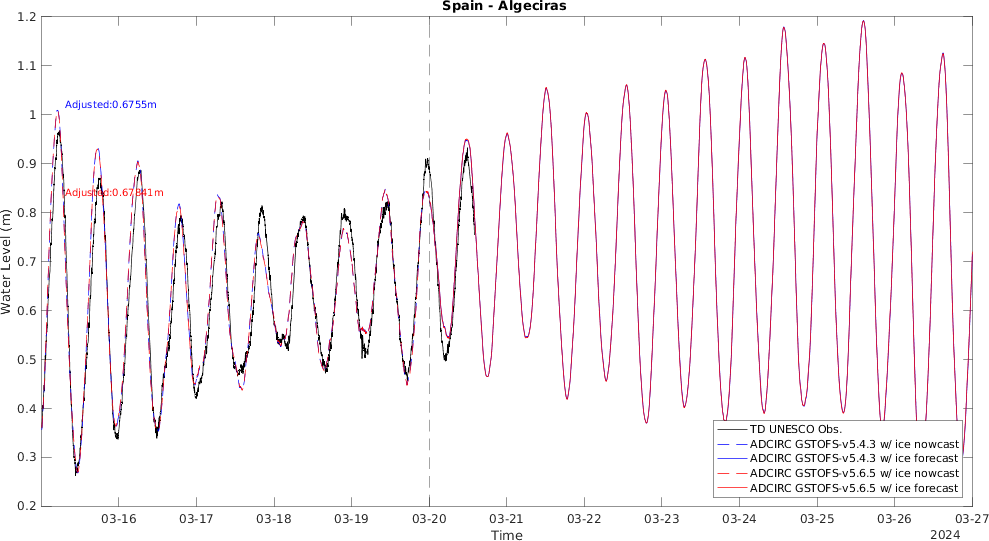 Spain - Algeciras
1.2
1.1
1
0.9
0.8
0.7
0.6
0.5
0.4
0.3
0.2
Water Level (m)
Adjusted:0.6755m
Adjusted:0.67841m
TD UNESCO Obs.
ADCIRC GSTOFS-v5.4.3 w/ ice nowcast
ADCIRC GSTOFS-v5.4.3 w/ ice forecast
ADCIRC GSTOFS-v5.6.5 w/ ice nowcast
ADCIRC GSTOFS-v5.6.5 w/ ice forecast
03-16 03-17 03-18 03-19 03-20 03-21 03-22 03-23 03-24 03-25 03-26 03-27
Time
2024